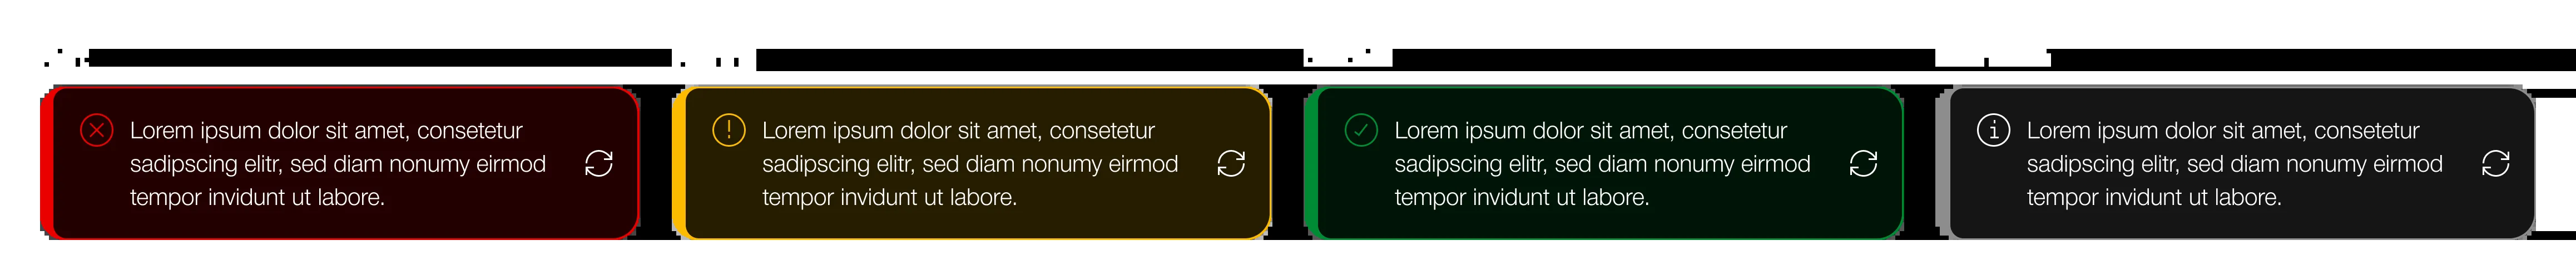 Lorem ipsum dolor sit amet, consetetur
sadipscing elitr, sed diam nonumy eirmod
tempor invidunt ut labore.
Lorem ipsum dolor sit amet, consetetur
sadipscing elitr, sed diam nonumy eirmod
tempor invidunt ut labore.
Lorem ipsum dolor sit amet, consetetur
sadipscing elitr, sed diam nonumy eirmod
tempor invidunt ut labore.
Lorem ipsum dolor sit amet, consetetur
sadipscing elitr, sed diam nonumy eirmod
tempor invidunt ut labore.